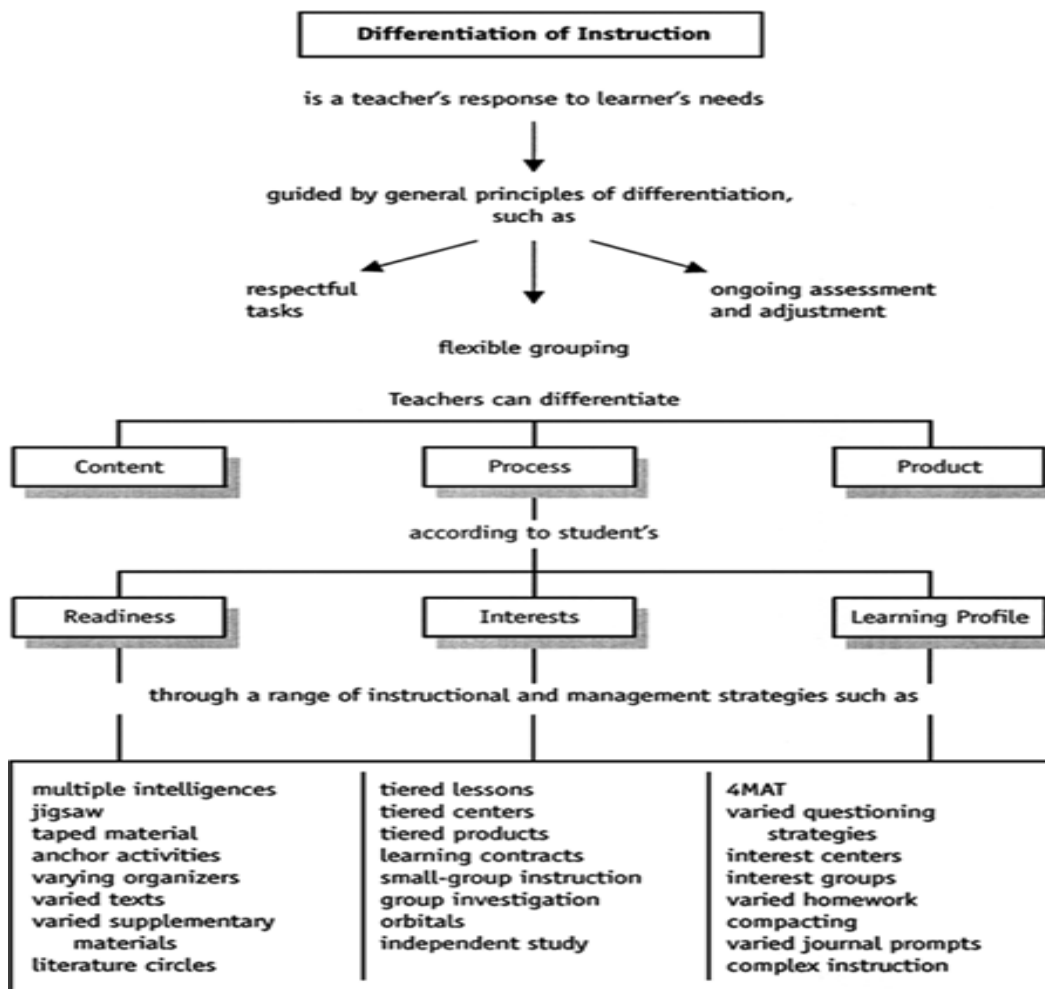 Differentiation of Instruction
is a teacher's response to learner's needs
guided by general principles of differentiation,
such as
respectful
tasks
ongoing assessment
and adjustment
flexible grouping
Teachers can differentiate
Content
Process
Product
according to student's
Readiness
Interests
Learning Profile
through a range of instructional and management strategies such as
multiple intelligences
jigsaw
taped material
anchor activities
varying organizers
varied texts
varied supplementary
materials
literature circles
tiered lessons
tiered centers
tiered products
learning contracts
small-group instruction
group investigation
orbitals
independent study
4MAT
varied questioning
strategies
interest centers
interest groups
varied homework
compacting
varied journal prompts
complex instruction